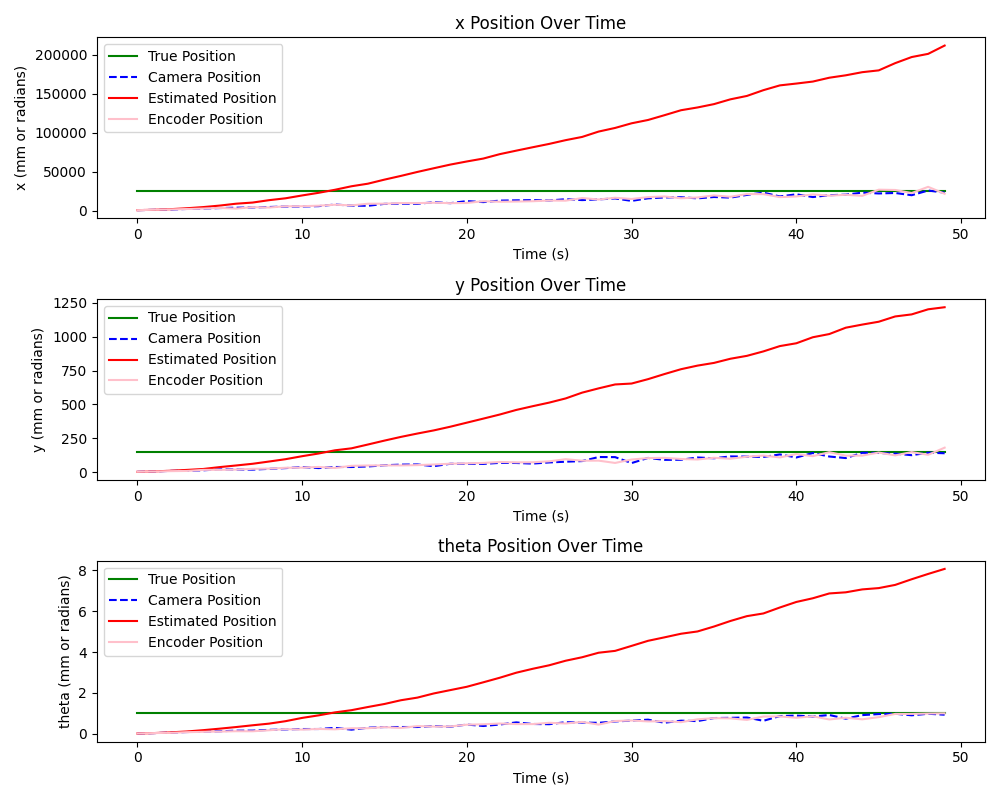 x Position Over Time
x (mm or radians)
200000
150000
100000
50000
0
True Position
Camera Position
Estimated Position
Encoder Position
0 10 20 30 40 50
Time (s)
y Position Over Time
y (mm or radians)
1250
1000
750
500
250
0
True Position
Camera Position
Estimated Position
Encoder Position
0 10 20 30 40 50
Time (s)
theta Position Over Time
theta (mm or radians)
8
6
4
2
0
True Position
Camera Position
Estimated Position
Encoder Position
0 10 20 30 40 50
Time (s)